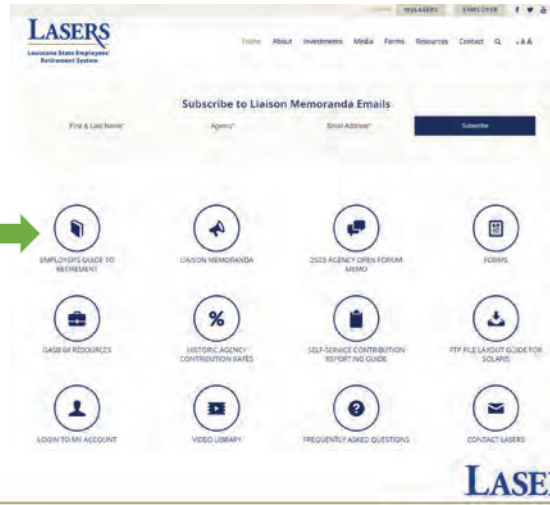 myLASERS EMPLOYER
LASERS
Louisiana State Employees'
Retirement System
Home About Investments Media Forms Resources Contact AA
Subscribe to Liaison Memoranda Emails
First & Last Name* Agency* Email Address* Subscribe
EMPLOYER'S GUIDE TO
RETIREMENT
LIAISON MEMORANDA
2023 AGENCY OPEN FORUM
MEMO
FORMS
GASB 68 RESOURCES
HISTORIC AGENCY
CONTRIBUTION RATES
SELF-SERVICE CONTRIBUTION
REPORTING GUIDE
FTP FILE LAYOUT GUIDE FOR
SOLARIS
LOGIN TO MY ACCOUNT
VIDEO LIBRARY
FREQUENTLY ASKED QUESTIONS
CONTACT LASERS
LASE